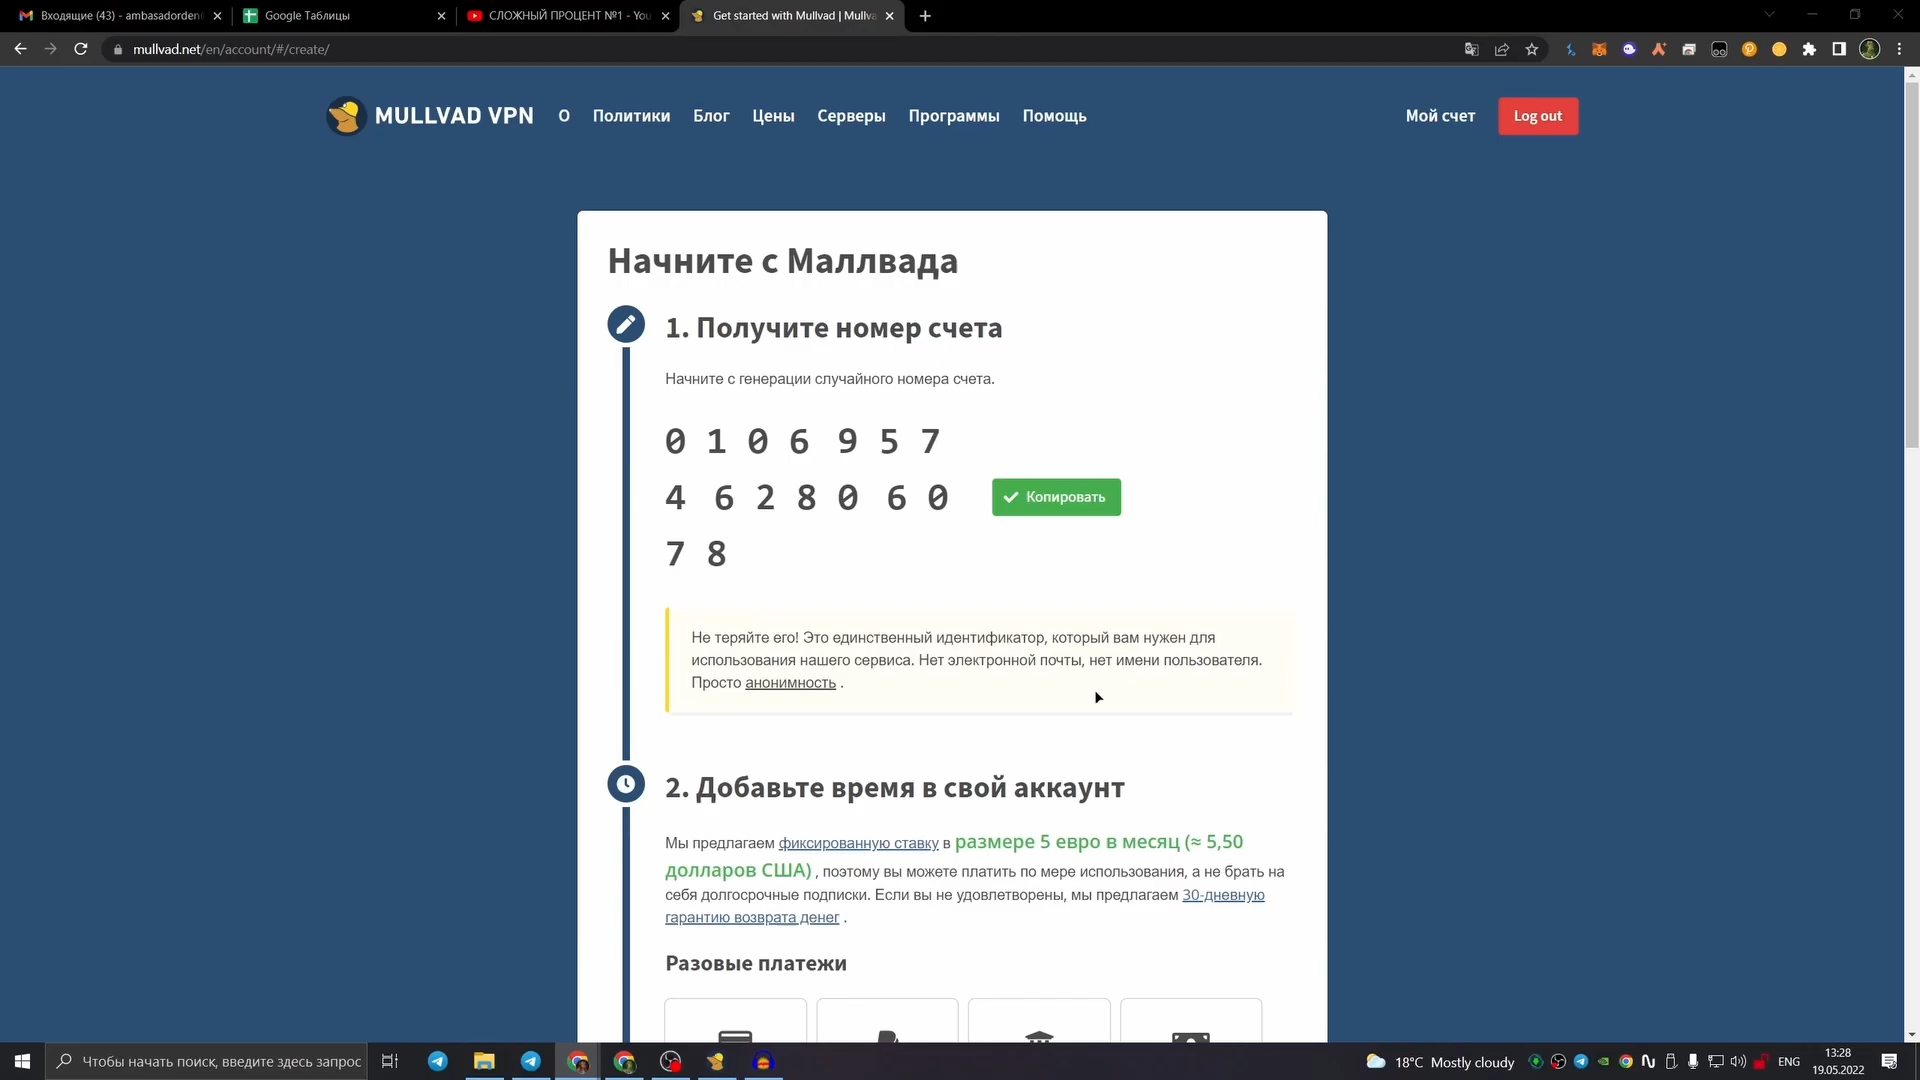 Входящие (43) - ambasadorden
Google Таблицы
СЛОЖНЫЙ ПРОЦЕНТ №1 - You
Get started with Mullvad | Mullva
mullvad.net/en/account/#/create/
MULLVAD VPN
О
Политики
Блог
Цены
Серверы
Программы
Помощь
Мой счет
Log out
Начните с Маллвада
1. Получите номер счета
Начните с генерации случайного номера счета.
0 1 0 6 9 5 7
4 6 2 8 0 6 0
7 8
Копировать
Не теряйте его! Это единственный идентификатор, который вам нужен для
использования нашего сервиса. Нет электронной почты, нет имени пользователя.
Просто анонимность .
2. Добавьте время в свой аккаунт
Мы предлагаем фиксированную ставку в размере 5 евро в месяц (≈ 5,50
долларов США) , поэтому вы можете платить по мере использования, а не брать на
себя долгосрочные подписки. Если вы не удовлетворены, мы предлагаем 30-дневную
гарантию возврата денег .
Разовые платежи
Чтобы начать поиск, введите здесь запрос
18°C Mostly cloudy
ENG
13:28
19.05.2022